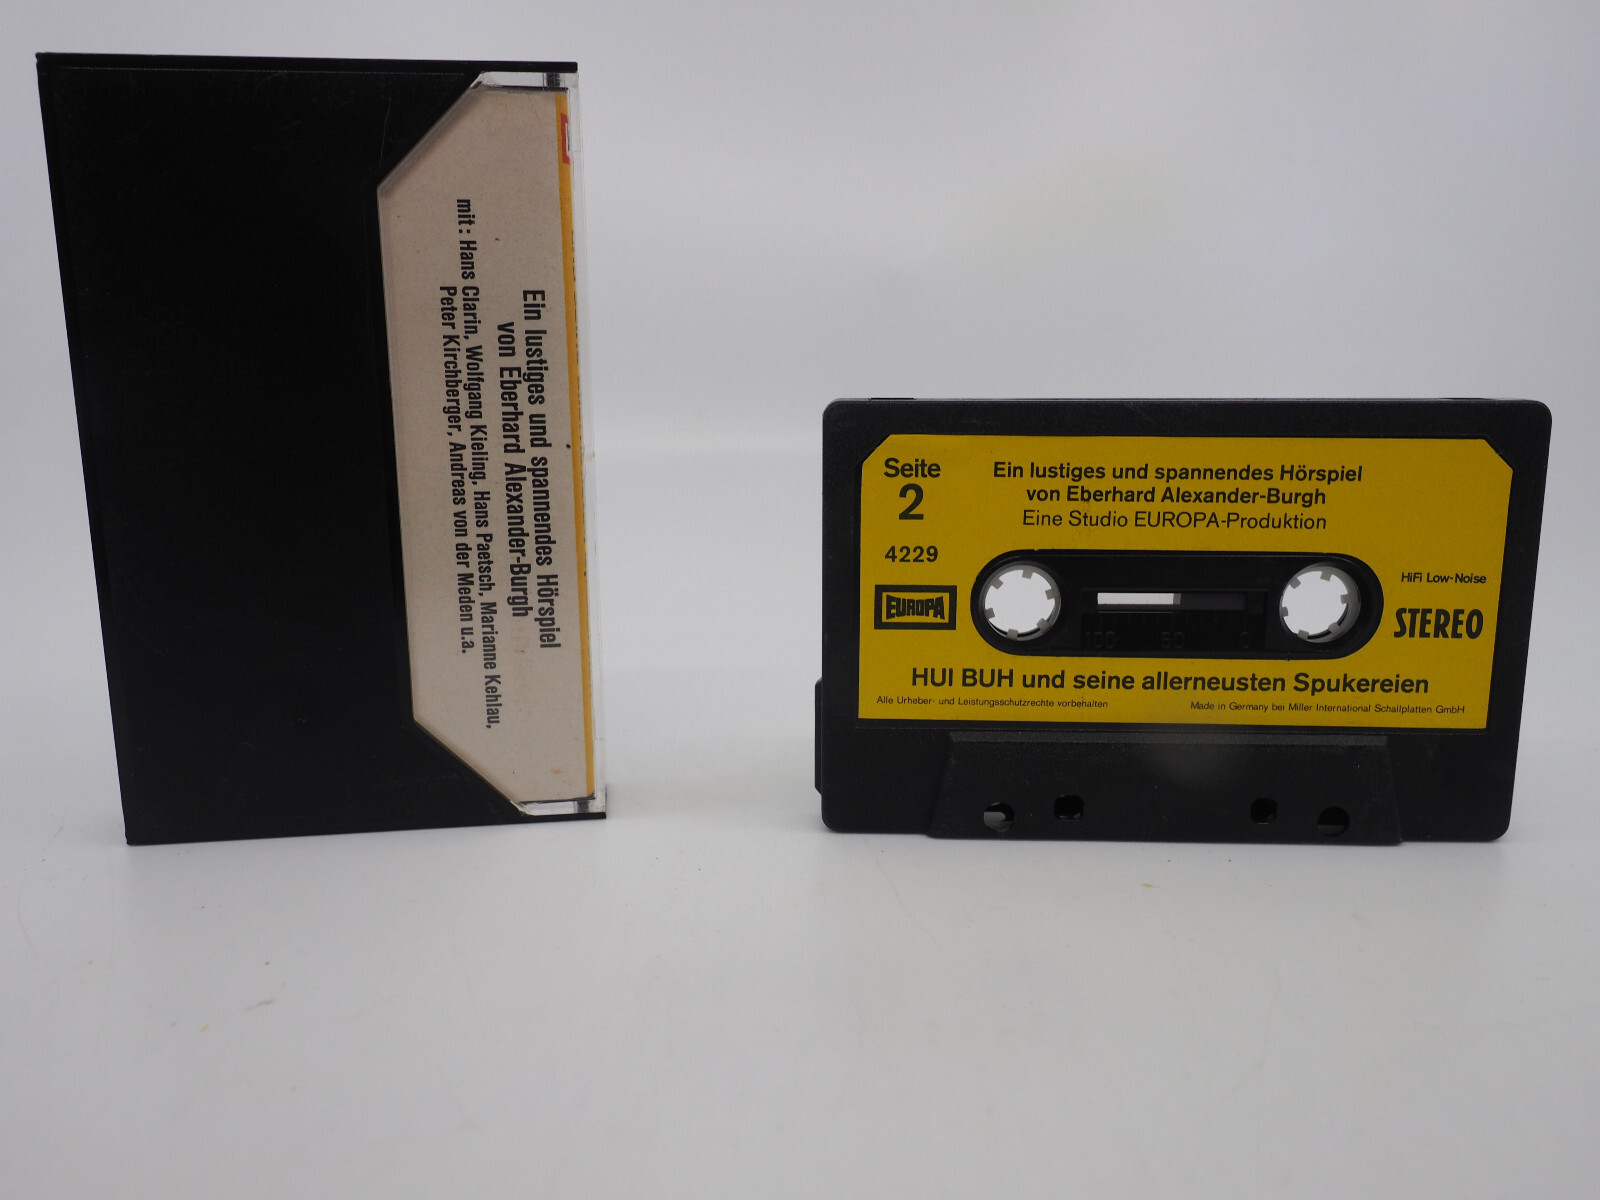 Ein lustiges und spannendes Hörspiel
von Eberhard Alexander-Burgh
mit: Hans Clarin, Wolfgang Kieling, Hans Paetsch, Marianne Kehlau,
Peter Kirchberger, Andreas von der Meden u.a.
Seite
2
Ein lustiges und spannendes Hörspiel
von Eberhard Alexander-Burgh
Eine Studio EUROPA-Produktion
4229
EUROPA
HiFi Low-Noise
STEREO
100 50 0
HUI BUH und seine allerneusten Spukereien
Alle Urheber- und Leistungsschutzrechte vorbehalten
Made in Germany bei Miller International Schallplatten GmbH